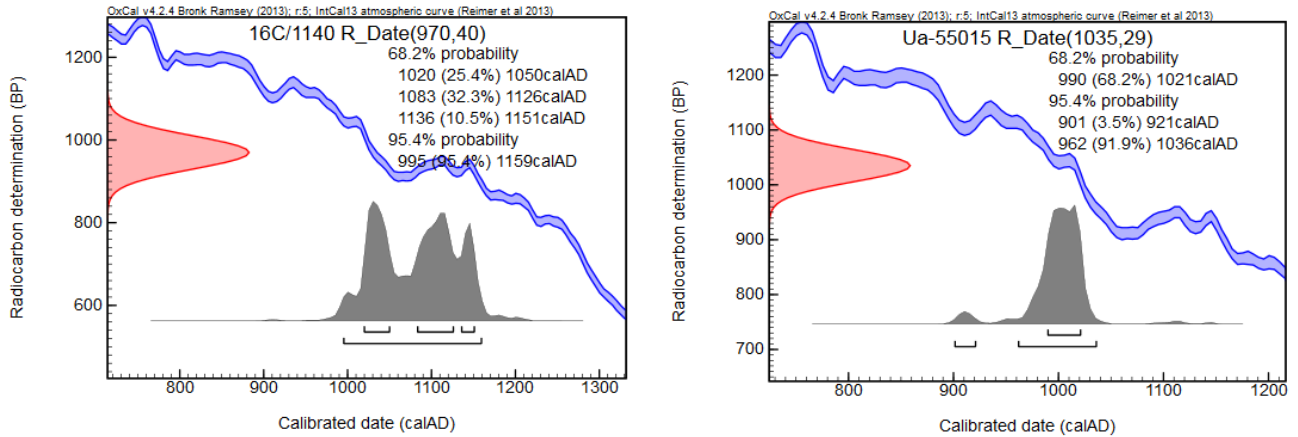 OxCal v4.2.4 Bronk Ramsey (2013); r:5; IntCal13 atmospheric curve (Reimer et al 2013)
16C/1140 R_Date(970,40)
68.2% probability
1020 (25.4%) 1050calAD
1083 (32.3%) 1126calAD
1136 (10.5%) 1151calAD
95.4% probability
995 (95.4%) 1159calAD
Radiocarbon determination (BP)
1200
1000
800
600
800 900 1000 1100 1200 1300
Calibrated date (calAD)
OxCal v4.2.4 Bronk Ramsey (2013); r:5; IntCal13 atmospheric curve (Reimer et al 2013)
Ua-55015 R_Date(1035,29)
68.2% probability
990 (68.2%) 1021calAD
95.4% probability
901 (3.5%) 921calAD
962 (91.9%) 1036calAD
Radiocarbon determination (BP)
1200
1100
1000
900
800
700
800 900 1000 1100 1200
Calibrated date (calAD)